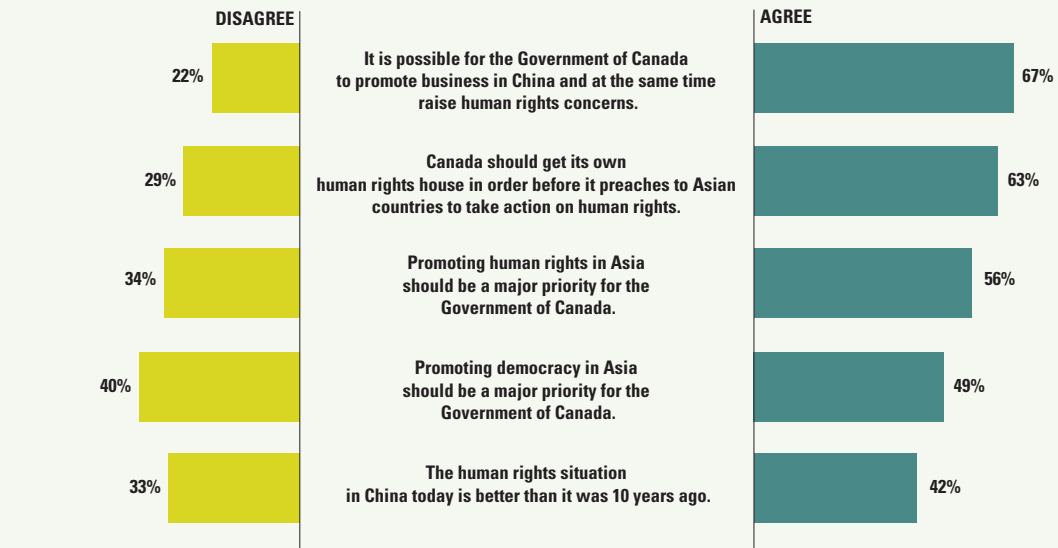 DISAGREE
AGREE
22%
It is possible for the Government of Canada
to promote business in China and at the same time
raise human rights concerns.
67%
29%
Canada should get its own
human rights house in order before it preaches to Asian
countries to take action on human rights.
63%
34%
Promoting human rights in Asia
should be a major priority for the
Government of Canada.
56%
40%
Promoting democracy in Asia
should be a major priority for the
Government of Canada.
49%
33%
The human rights situation
in China today is better than it was 10 years ago.
42%